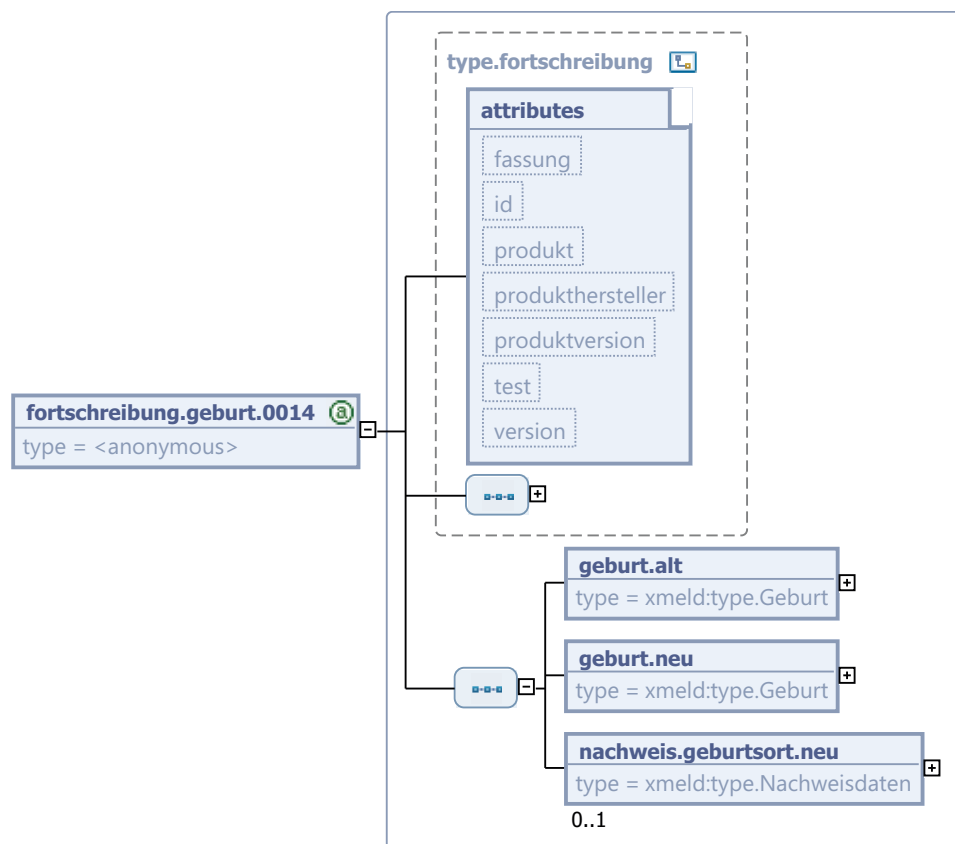 type.fortschreibung
attributes
fassung
id
produkt
produkthersteller
produktversion
test
version
fortschreibung.geburt.0014 @
type = <anonymous>
geburt.alt
type = xmeld:type.Geburt
geburt.neu
type = xmeld:type.Geburt
nachweis.geburtsort.neu
type = xmeld:type.Nachweisdaten
0..1